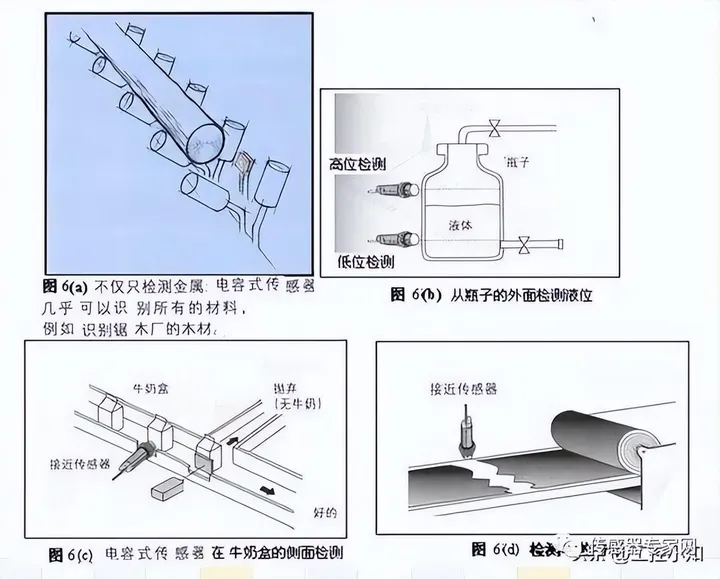 高位检测
瓶子
液体
低位检测
图 6(a) 不仅只检测金属: 电容式传 感器
几乎 可以识 别所有的材料，
例如 识别锯 木厂的木材。
图 6(b) 从瓶子的外面检测液位
牛奶盒
抛弃
(无牛奶)
接近传感器
好的
图 6(c) 电容式传 感器 在 牛奶盒的侧面检测
接近传感器
图 6(d) 检测
传感器专家网